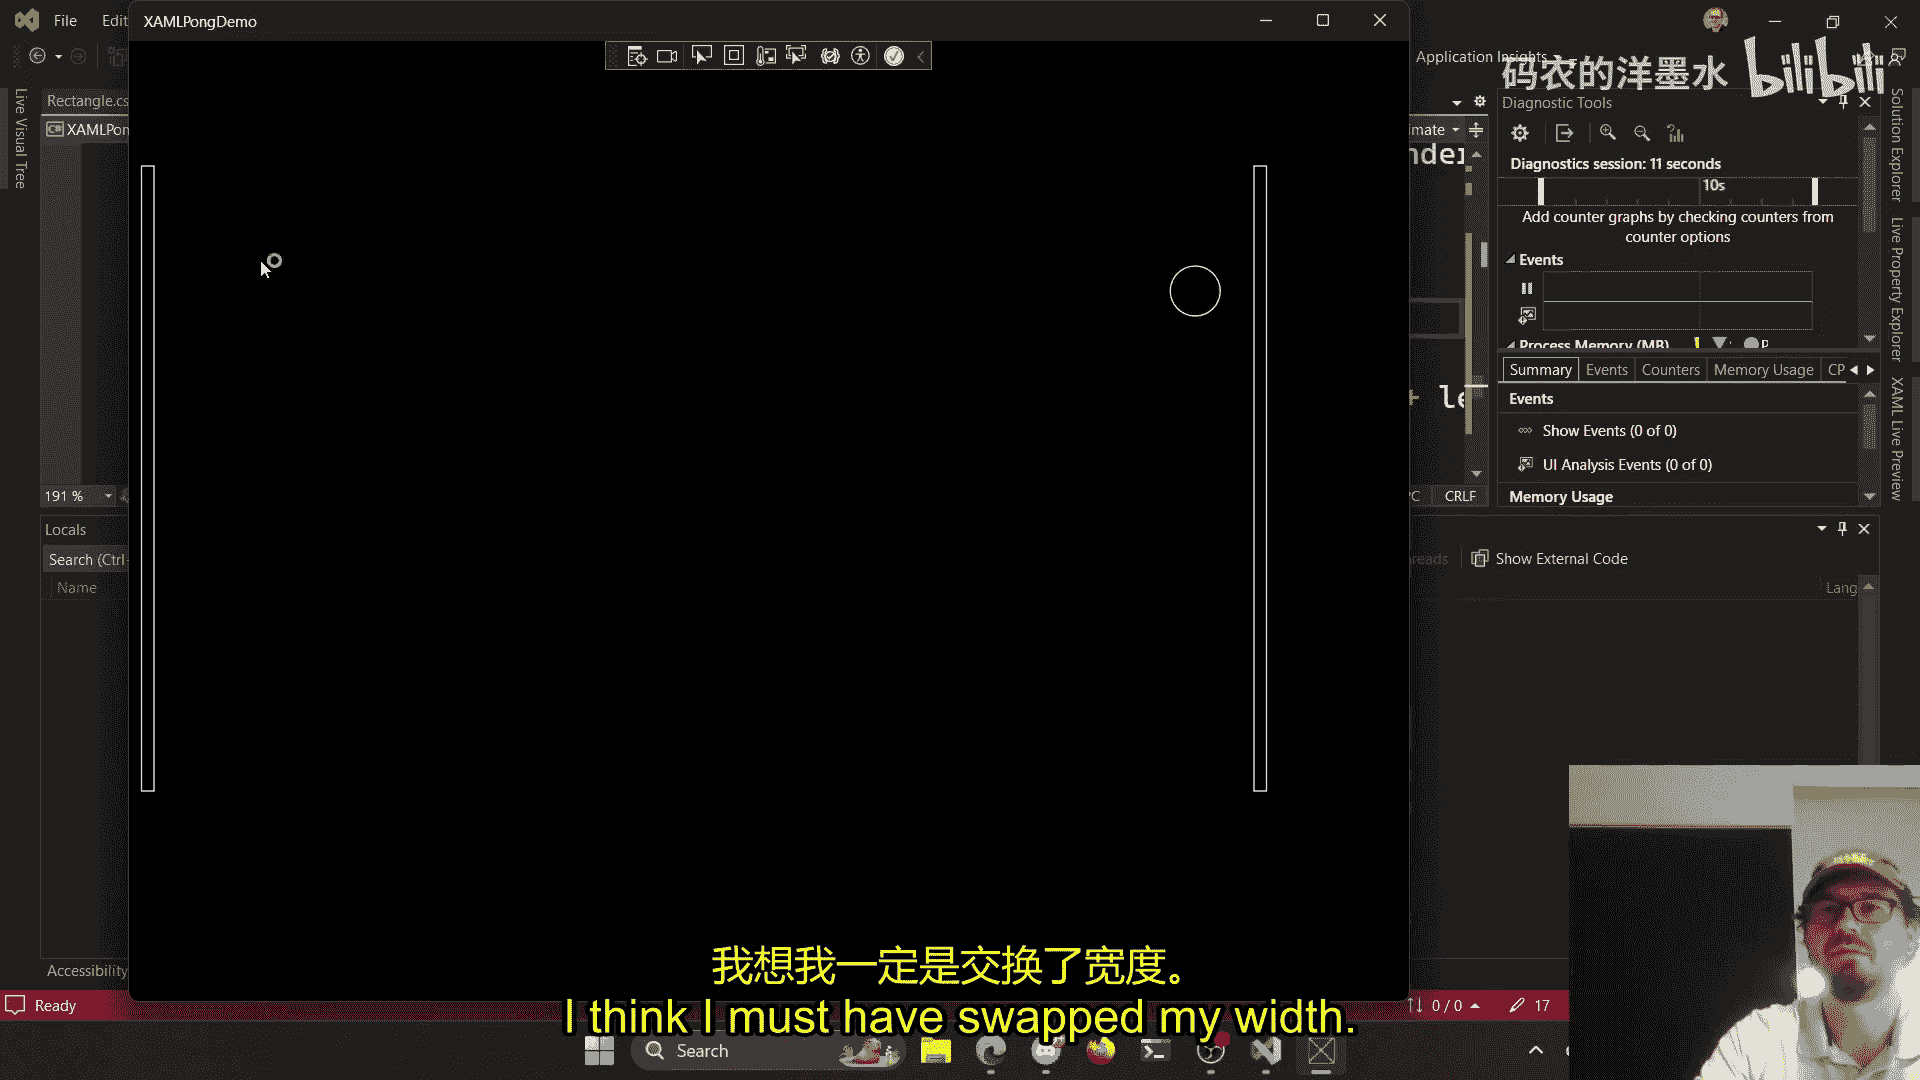 File
Edit
XAMLPongDemo
Application Insights
码农的洋墨水
bilibili
Rectangle.cs
Diagnostic Tools
XAMLPon
imate
Live Visual Tree
Solution Explorer
Diagnostics session: 11 seconds
10s
Add counter graphs by checking counters from
counter options
Events
Live Property Explorer
Process Memory (MB)
Summary
Events
Counters
Memory Usage
CP
Events
XAML Live Preview
+ le
Show Events (0 of 0)
UI Analysis Events (0 of 0)
191 %
CRLF
Memory Usage
Locals
Search (Ctrl
Show External Code
Name
Lang
Accessibility
我想我一定是交换了宽度。
Ready
I think I must have swapped my width.
0 / 0
17
Search